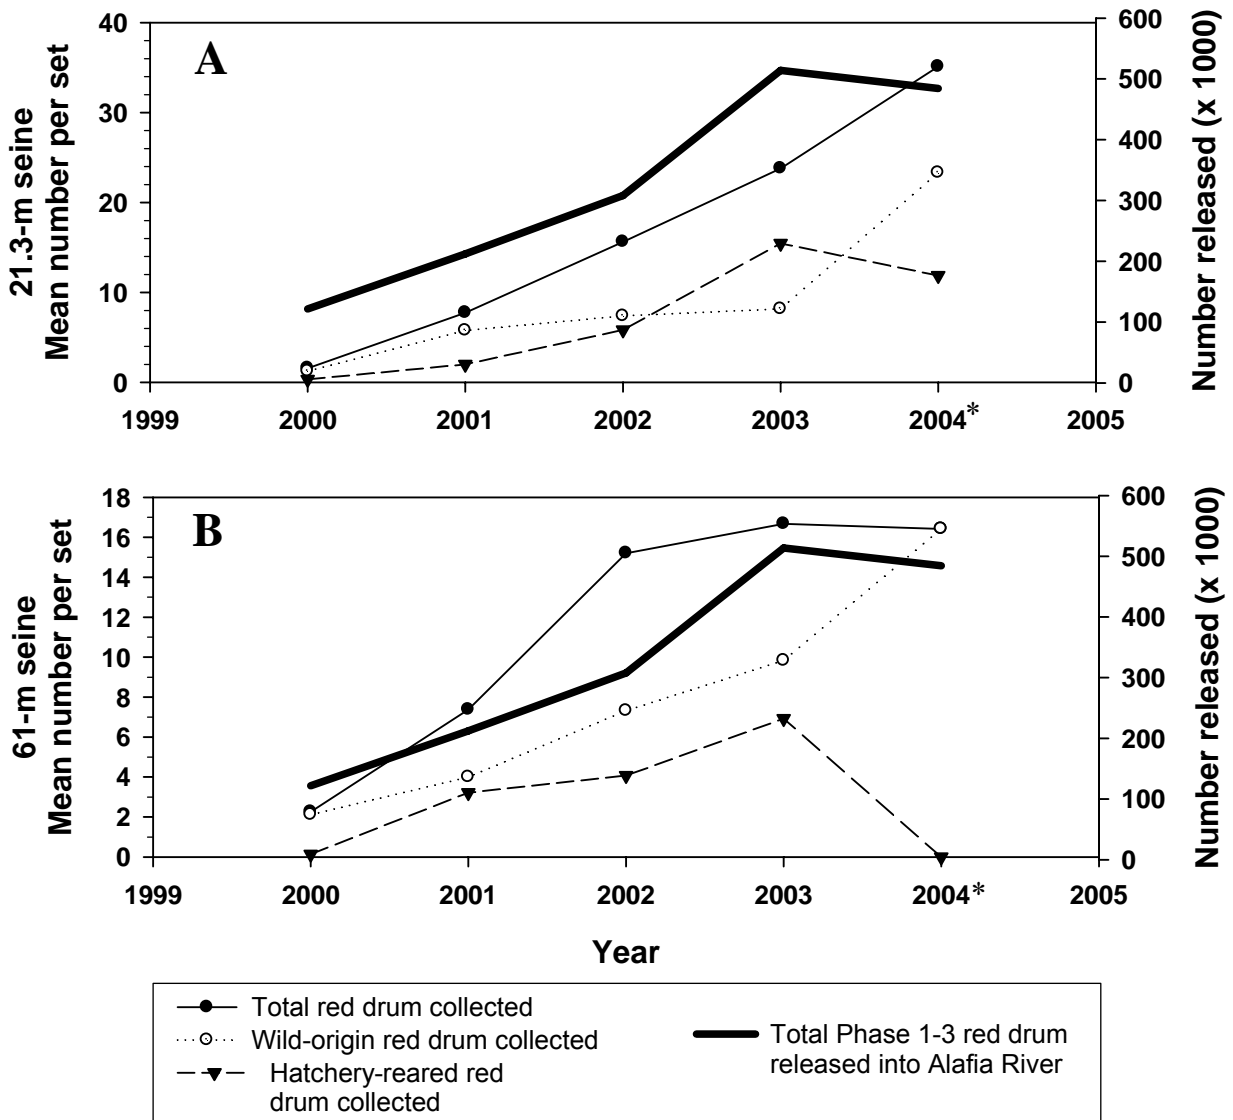 A
40
30
20
10
0
21.3-m seine
Mean number per set
600
500
400
300
200
100
0
Number released (x 1000)
1999 2000 2001 2002 2003 2004* 2005
B
18
16
14
12
10
8
6
4
2
0
61-m seine
Mean number per set
600
500
400
300
200
100
0
Number released (x 1000)
1999 2000 2001 2002 2003 2004* 2005
Year
Total red drum collected
Wild-origin red drum collected
Hatchery-reared red
drum collected
Total Phase 1-3 red drum
released into Alafia River